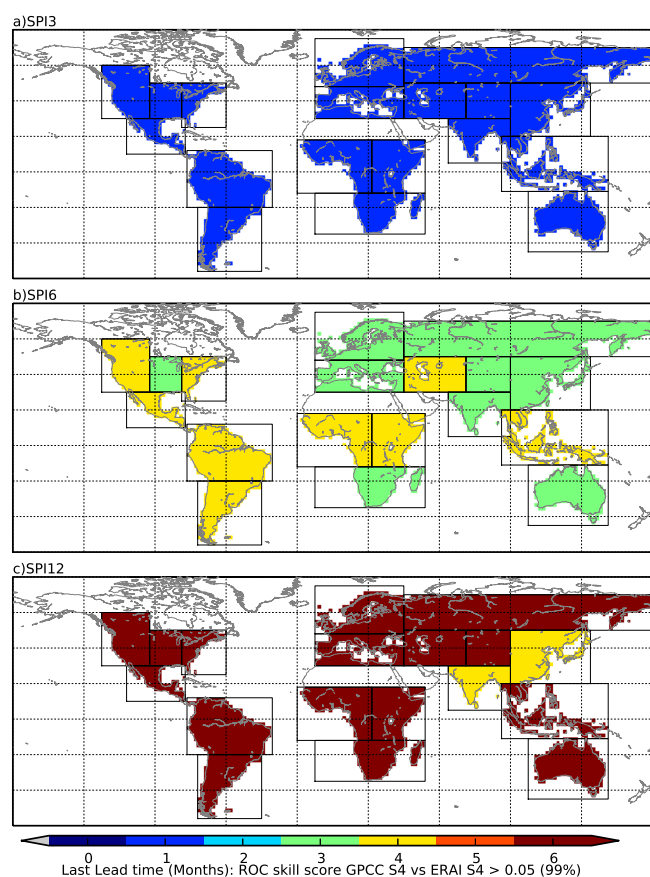 a)SPI3
b)SPI6
c)SPI12
0 1 2 3 4 5 6
Last Lead time (Months): ROC skill score GPCC S4 vs ERAI S4 > 0.05 (99%)